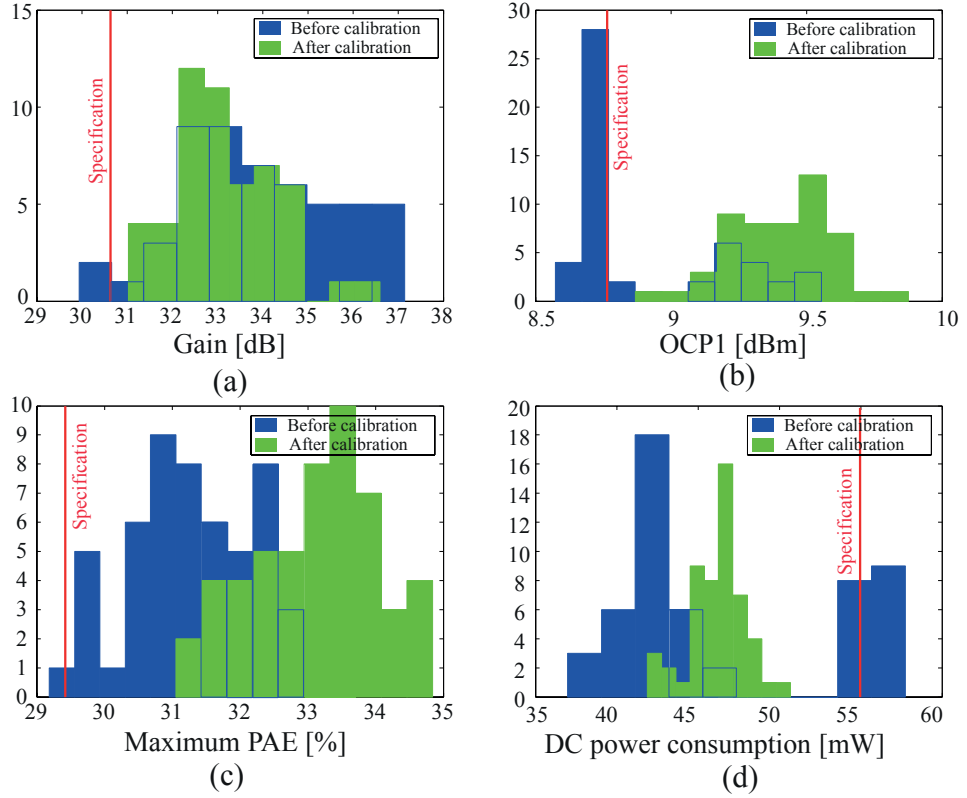 15
10
5
0
Specification
Before calibration
After calibration
29 30 31 32 33 34 35 36 37 38
Gain [dB]
(a)
30
25
20
15
10
5
0
Specification
Before calibration
After calibration
8.5 9 9.5 10
OCP1 [dBm]
(b)
10
9
8
7
6
5
4
3
2
1
0
Specification
Before calibration
After calibration
29 30 31 32 33 34 35
Maximum PAE [%]
(c)
20
18
16
14
12
10
8
6
4
2
0
Specification
Before calibration
After calibration
35 40 45 50 55 60
DC power consumption [mW]
(d)